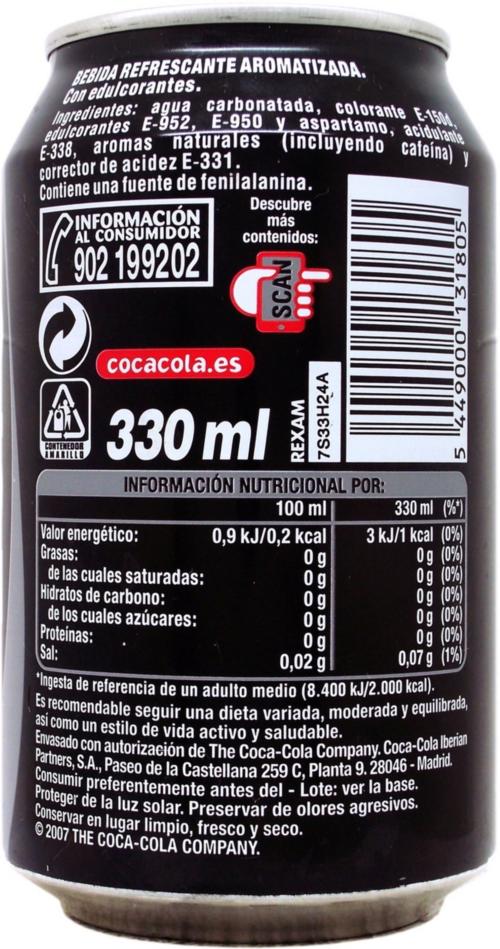 BEBIDA REFRESCANTE AROMATIZADA.
Con edulcorantes.
Ingredientes: agua carbonatada, colorante E-150d,
edulcorantes E-952, E-950 y aspartamo, acidulante
E-338, aromas naturales (incluyendo cafeína) y
corrector de acidez E-331.
Contiene una fuente de fenilalanina.
INFORMACIÓN
AL CONSUMIDOR
902 199202
Descubre
más
contenidos:
SCAN
cocacola.es
CONTENEDOR
AMARILLO
330 ml
REXAM
7S33H24A
5 449000 131805
INFORMACIÓN NUTRICIONAL POR:
100 ml 330 ml (%*)
Valor energético: 0,9 kJ/0,2 kcal 3 kJ/1 kcal (0%)
Grasas: 0 g 0 g (0%)
de las cuales saturadas: 0 g 0 g (0%)
Hidratos de carbono: 0 g 0 g (0%)
de los cuales azúcares: 0 g 0 g (0%)
Proteínas: 0 g 0 g (0%)
Sal: 0,02 g 0,07 g (1%)
*Ingesta de referencia de un adulto medio (8.400 kJ/2.000 kcal).
Es recomendable seguir una dieta variada, moderada y equilibrada,
así como un estilo de vida activo y saludable.
Envasado con autorización de The Coca-Cola Company. Coca-Cola Iberian
Partners, S.A., Paseo de la Castellana 259 C, Planta 9. 28046 - Madrid.
Consumir preferentemente antes del - Lote: ver la base.
Proteger de la luz solar. Preservar de olores agresivos.
Conservar en lugar limpio, fresco y seco.
© 2007 THE COCA-COLA COMPANY.